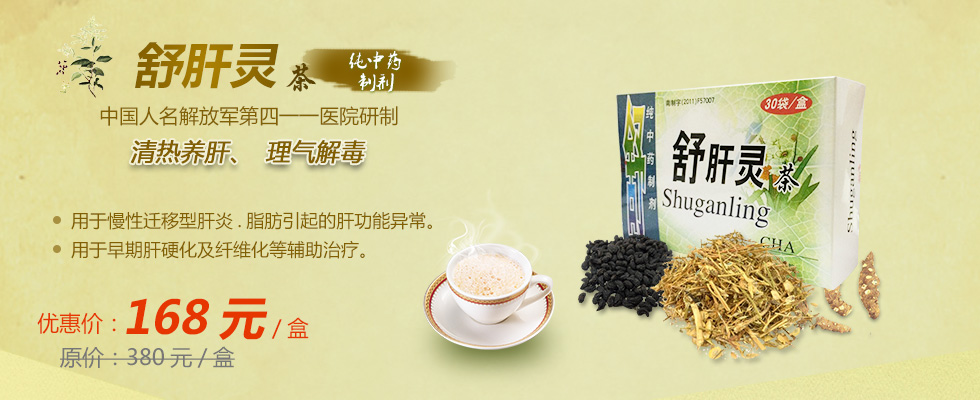 舒肝灵茶
纯中药
制剂
中国人名解放军第四一一医院研制
清热养肝、 理气解毒
用于慢性迁移型肝炎 . 脂肪引起的肝功能异常。
用于早期肝硬化及纤维化等辅助治疗。
优惠价：168 元 / 盒
原价：380 元 / 盒
(2011)F57007
30袋/盒
纯中药制剂
舒肝灵茶
Shuganling
CHA
Shuganling